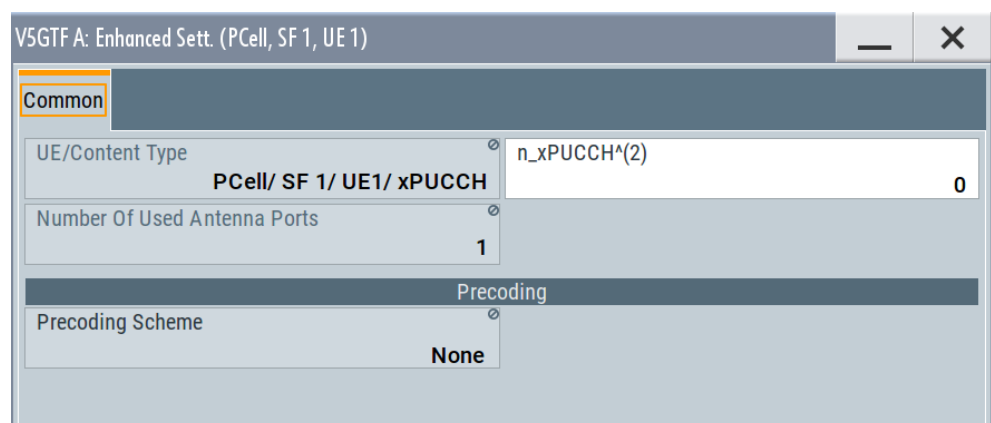 V5GTF A: Enhanced Sett. (PCell, SF 1, UE 1)
Common
UE/Content Type
PCell/ SF 1/ UE1/ xPUCCH
n_xPUCCH^(2)
0
Number Of Used Antenna Ports
1
Precoding
Precoding Scheme
None